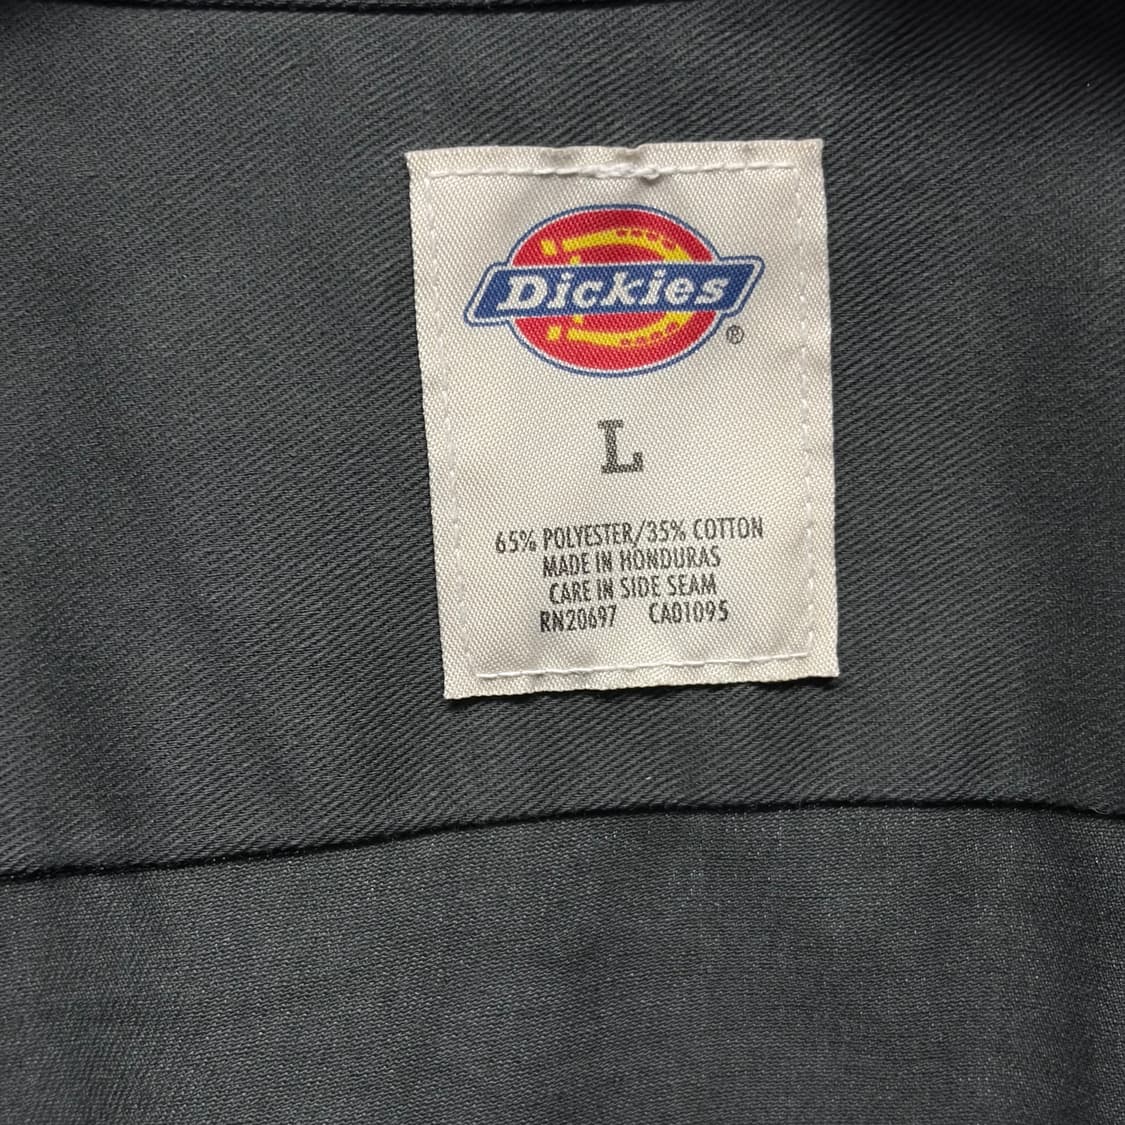 Dickies
®
L
65% POLYESTER/35% COTTON
MADE IN HONDURAS
CARE IN SIDE SEAM
RN20697 CA01095